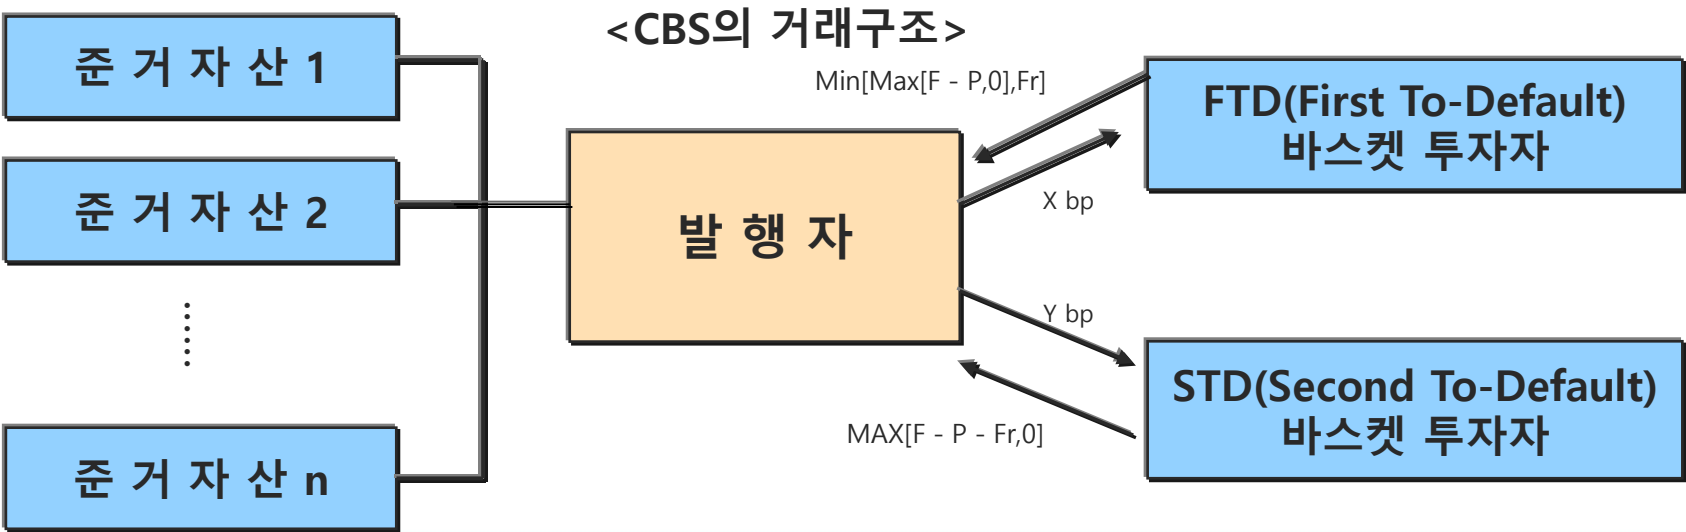 <CBS의 거래구조>
준 거 자 산 1
준 거 자 산 2
......
준 거 자 산 n
발 행 자
Min[Max[F - P,0],Fr]
X bp
FTD(First To-Default)
바스켓 투자자
Y bp
MAX[F - P - Fr,0]
STD(Second To-Default)
바스켓 투자자